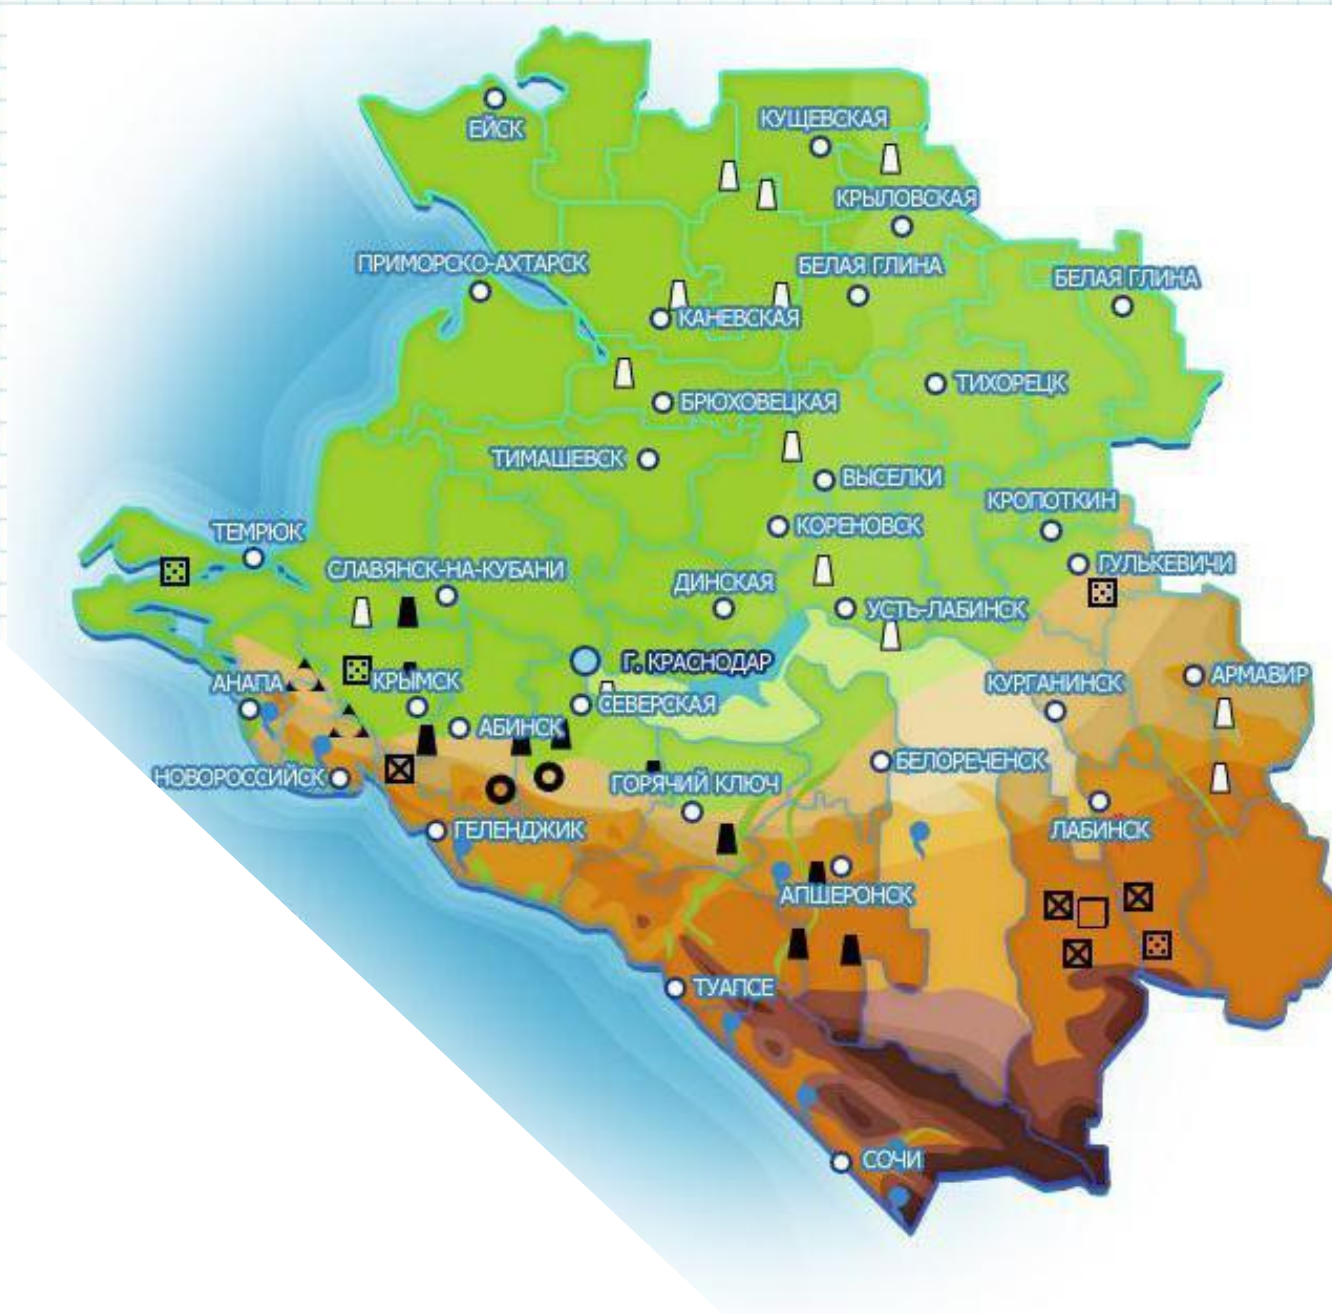 ЕЙСК
КУЩЕВСКАЯ
КРЫЛОВСКАЯ
ПРИМОРСКО-АХТАРСК
БЕЛАЯ ГЛИНА
БЕЛАЯ ГЛИНА
КАНЕВСКАЯ
ТИХОРЕЦК
БРЮХОВЕЦКАЯ
ТИМАШЕВСК
ВЫСЕЛКИ
КРОПОТКИН
ТЕМРЮК
КОРЕНОВСК
ГУЛЬКЕВИЧИ
СЛАВЯНСК-НА-КУБАНИ
ДИНСКАЯ
УСТЬ-ЛАБИНСК
Г. КРАСНОДАР
АНАПА
КРЫМСК
КУРГАНИНСК
АРМАВИР
СЕВЕРСКАЯ
АБИНСК
БЕЛОРЕЧЕНСК
НОВОРОССИЙСК
ГОРЯЧИЙ КЛЮЧ
ГЕЛЕНДЖИК
ЛАБИНСК
АПШЕРОНСК
ТУАПСЕ
СОЧИ